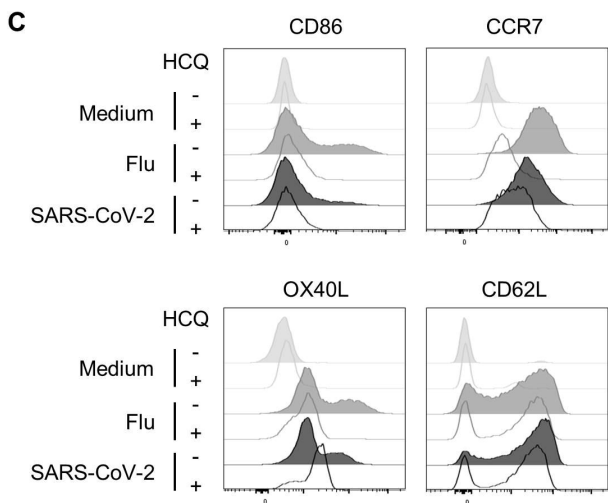 C
CD86 CCR7
HCQ
Medium - +
Flu - +
SARS-CoV-2 - +
0 0
OX40L CD62L
HCQ
Medium - +
Flu - +
SARS-CoV-2 - +
0 0